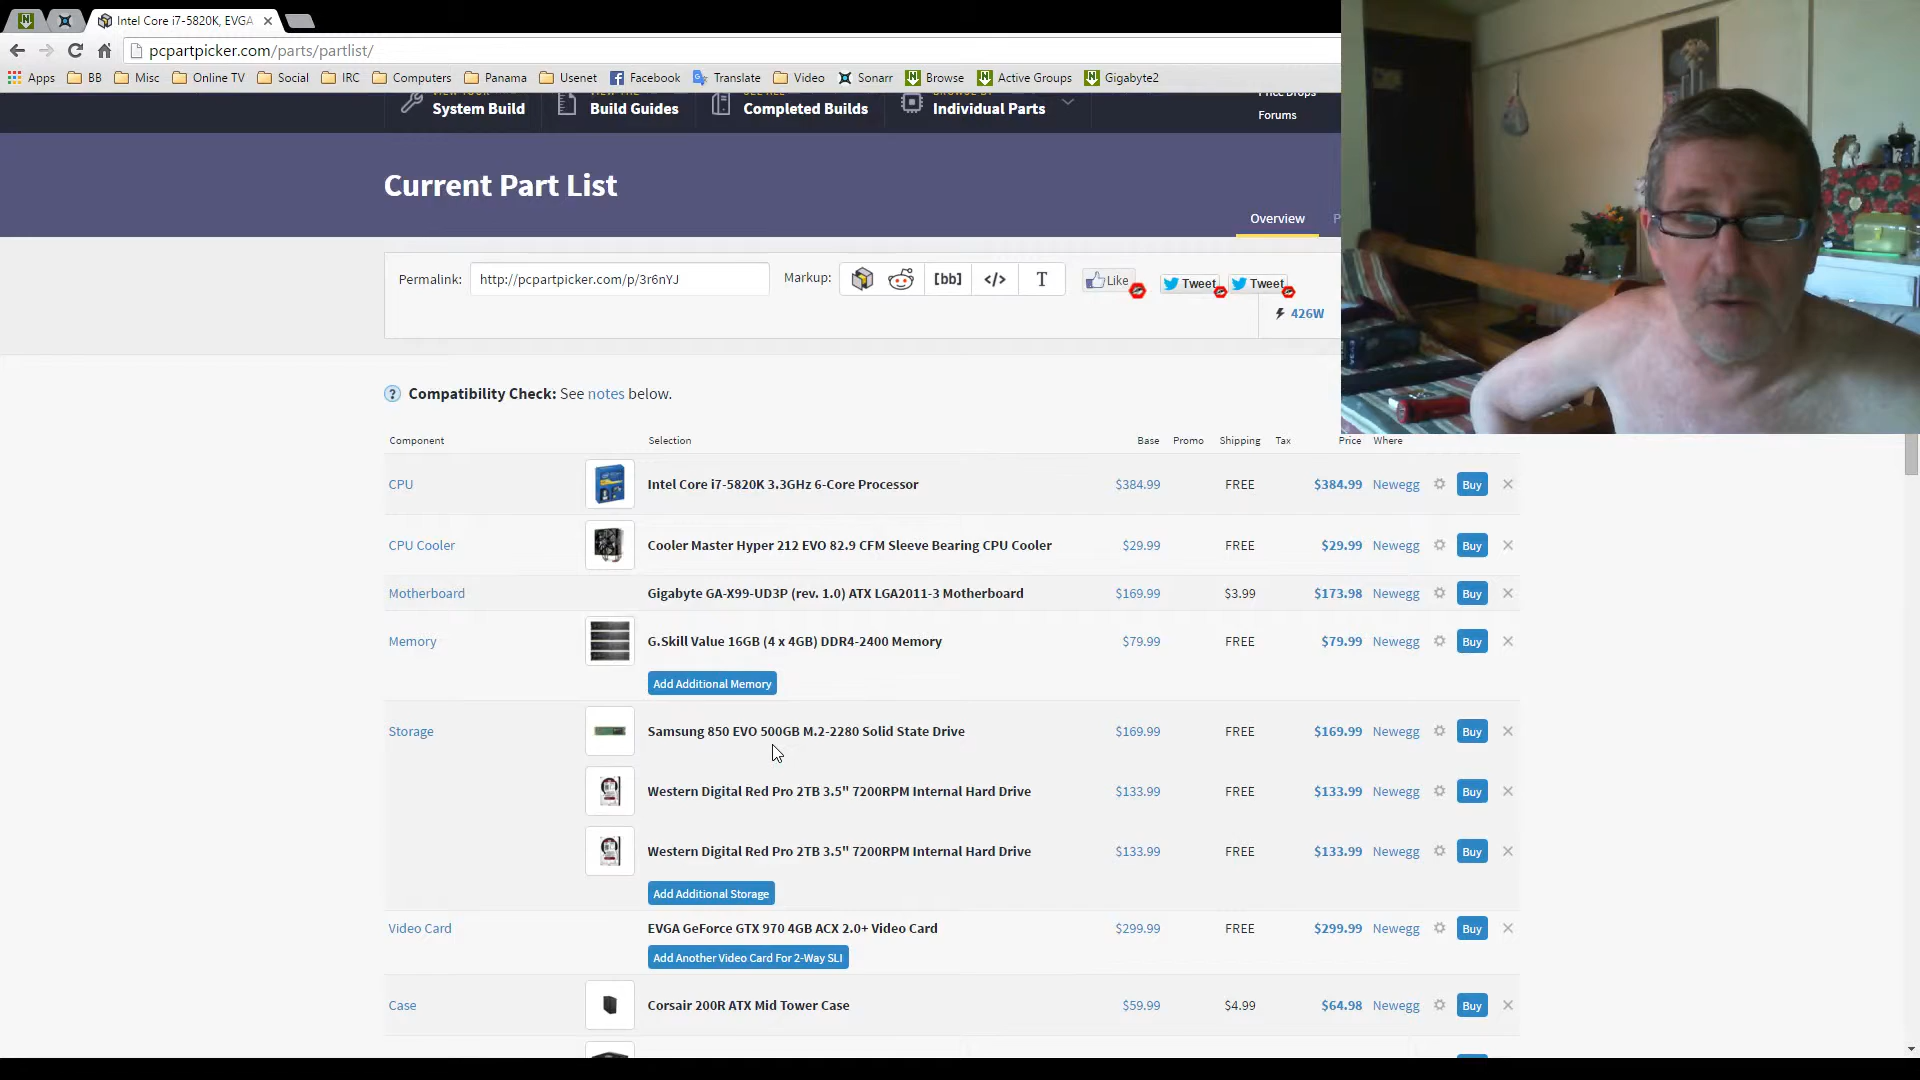 Intel Core i7-5820K, EVGA
pcpartpicker.com/parts/partlist/
Apps BB Misc Online TV Social IRC Computers Panama Usenet Facebook Translate Video Sonarr Browse Active Groups Gigabyte2
System Build Build Guides Completed Builds Individual Parts
Price Drops
Forums
Current Part List
Overview
Permalink: http://pcpartpicker.com/p/3r6nYJ Markup: [bb] </> T Like Tweet Tweet
426W
Compatibility Check: See notes below.
Component Selection Base Promo Shipping Tax Price Where
CPU Intel Core i7-5820K 3.3GHz 6-Core Processor $384.99 FREE $384.99 Newegg Buy
CPU Cooler Cooler Master Hyper 212 EVO 82.9 CFM Sleeve Bearing CPU Cooler $29.99 FREE $29.99 Newegg Buy
Motherboard Gigabyte GA-X99-UD3P (rev. 1.0) ATX LGA2011-3 Motherboard $169.99 $3.99 $173.98 Newegg Buy
Memory G.Skill Value 16GB (4 x 4GB) DDR4-2400 Memory $79.99 FREE $79.99 Newegg Buy
Add Additional Memory
Storage Samsung 850 EVO 500GB M.2-2280 Solid State Drive $169.99 FREE $169.99 Newegg Buy
Western Digital Red Pro 2TB 3.5" 7200RPM Internal Hard Drive $133.99 FREE $133.99 Newegg Buy
Western Digital Red Pro 2TB 3.5" 7200RPM Internal Hard Drive $133.99 FREE $133.99 Newegg Buy
Add Additional Storage
Video Card EVGA GeForce GTX 970 4GB ACX 2.0+ Video Card $299.99 FREE $299.99 Newegg Buy
Add Another Video Card For 2-Way SLI
Case Corsair 200R ATX Mid Tower Case $59.99 $4.99 $64.98 Newegg Buy